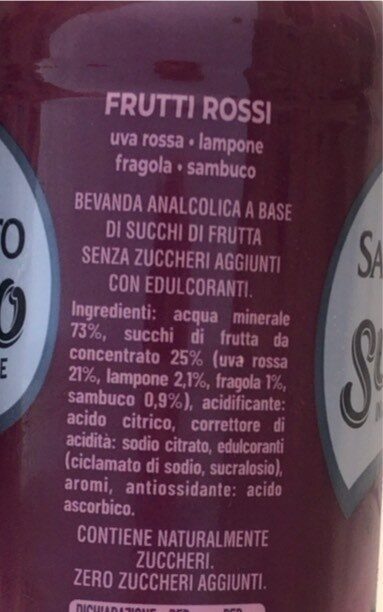 FRUTTI ROSSI
uva rossa • lampone
fragola • sambuco
BEVANDA ANALCOLICA A BASE
DI SUCCHI DI FRUTTA
SENZA ZUCCHERI AGGIUNTI
CON EDULCORANTI.
Ingredienti: acqua minerale
73%, succhi di frutta da
concentrato 25% (uva rossa
21%, lampone 2,1%, fragola 1%,
sambuco 0,9%), acidificante:
acido citrico, correttore di
acidità: sodio citrato, edulcoranti
(ciclamato di sodio, sucralosio),
aromi, antiossidante: acido
ascorbico.
CONTIENE NATURALMENTE
ZUCCHERI.
ZERO ZUCCHERI AGGIUNTI.